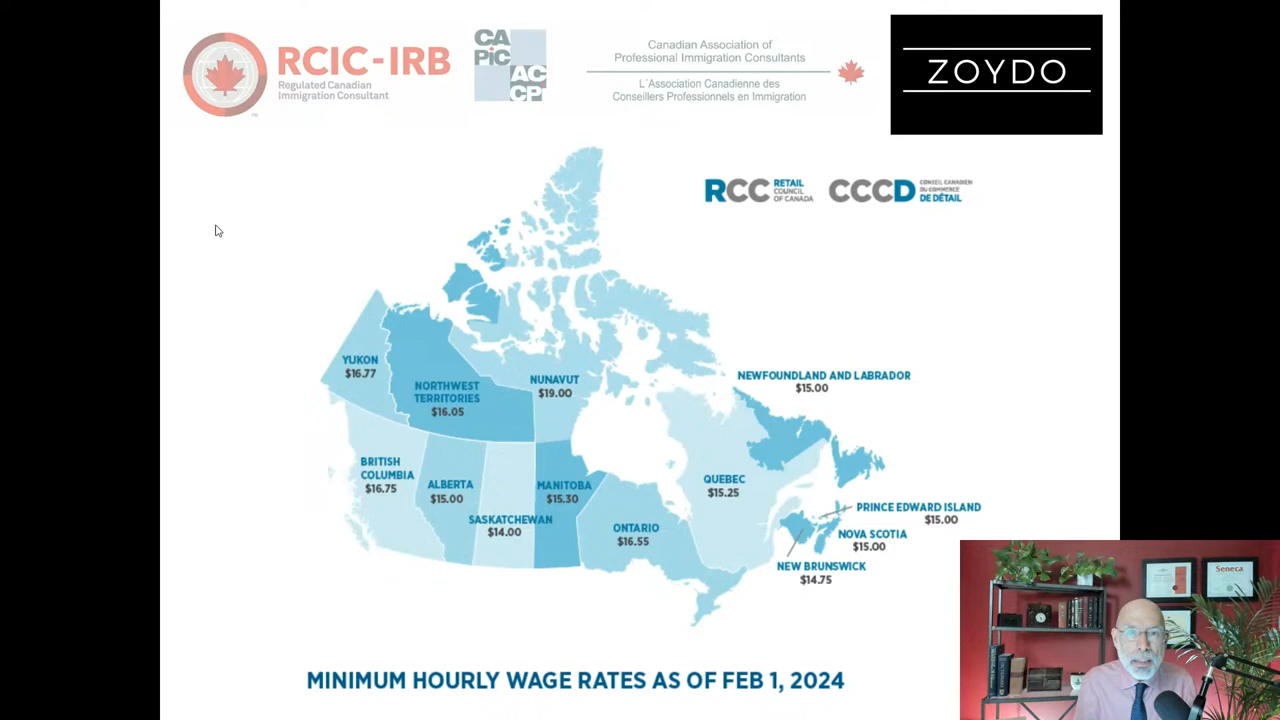 RCIC-IRB
Regulated Canadian
Immigration Consultant
CA
PiC
AC
CP
Canadian Association of
Professional Immigration Consultants
L´Association Canadienne des
Conseillers Professionnels en Immigration
ZOYDO
RCC RETAIL
COUNCIL
OF CANADA
CCCD CONSEIL CANADIEN
DU COMMERCE
DE DÉTAIL
YUKON
$16.77
NORTHWEST
TERRITORIES
$16.05
NUNAVUT
$19.00
NEWFOUNDLAND AND LABRADOR
$15.00
BRITISH
COLUMBIA
$16.75
ALBERTA
$15.00
SASKATCHEWAN
$14.00
MANITOBA
$15.30
ONTARIO
$16.55
QUEBEC
$15.25
PRINCE EDWARD ISLAND
$15.00
NOVA SCOTIA
$15.00
NEW BRUNSWICK
$14.75
Seneca
MINIMUM HOURLY WAGE RATES AS OF FEB 1, 2024